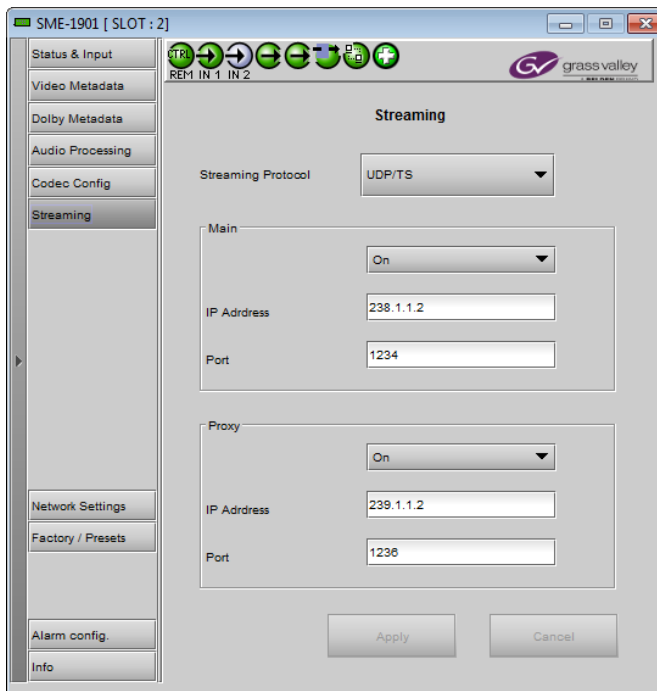 SME-1901 [ SLOT : 2]
Status & Input
Video Metadata
Dolby Metadata
Audio Processing
Codec Config
Streaming
Network Settings
Factory / Presets
Alarm config.
Info
CTRL
REM IN 1 IN 2
GV grass valley
A BELDEN BRAND
Streaming
Streaming Protocol
UDP/TS
Main
On
IP Adrdress
238.1.1.2
Port
1234
Proxy
On
IP Adrdress
239.1.1.2
Port
1236
Apply
Cancel